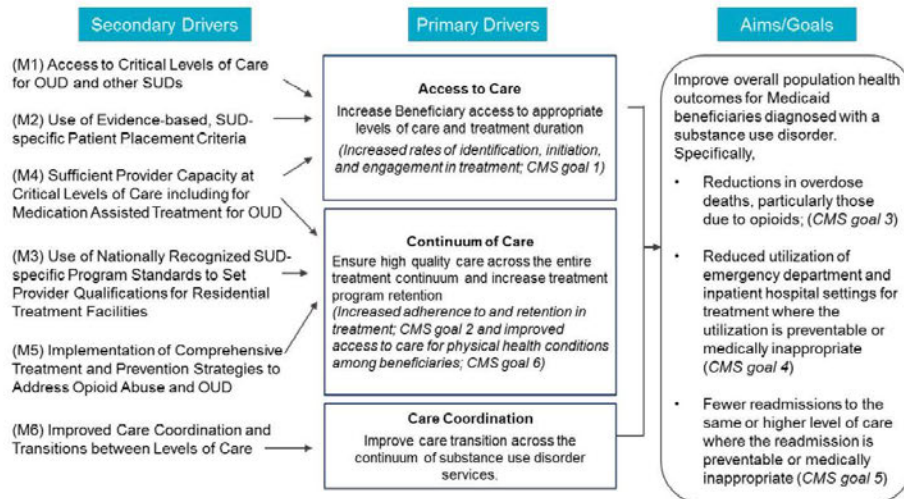 Secondary Drivers
Primary Drivers
Aims/Goals
(M1) Access to Critical Levels of Care
for OUD and other SUDs
(M2) Use of Evidence-based, SUD-
specific Patient Placement Criteria
(M4) Sufficient Provider Capacity at
Critical Levels of Care including for
Medication Assisted Treatment for OUD
(M3) Use of Nationally Recognized SUD-
specific Program Standards to Set
Provider Qualifications for Residential
Treatment Facilities
(M5) Implementation of Comprehensive
Treatment and Prevention Strategies to
Address Opioid Abuse and OUD
(M6) Improved Care Coordination and
Transitions between Levels of Care
Access to Care
Increase Beneficiary access to appropriate
levels of care and treatment duration
(Increased rates of identification, initiation,
and engagement in treatment; CMS goal 1)
Continuum of Care
Ensure high quality care across the entire
treatment continuum and increase treatment
program retention
(Increased adherence to and retention in
treatment; CMS goal 2 and improved
access to care for physical health conditions
among beneficiaries; CMS goal 6)
Care Coordination
Improve care transition across the
continuum of substance use disorder
services.
Improve overall population health
outcomes for Medicaid
beneficiaries diagnosed with a
substance use disorder.
Specifically,
• Reductions in overdose
deaths, particularly those
due to opioids; (CMS goal 3)
• Reduced utilization of
emergency department and
inpatient hospital settings for
treatment where the
utilization is preventable or
medically inappropriate
(CMS goal 4)
• Fewer readmissions to the
same or higher level of care
where the readmission is
preventable or medically
inappropriate (CMS goal 5)